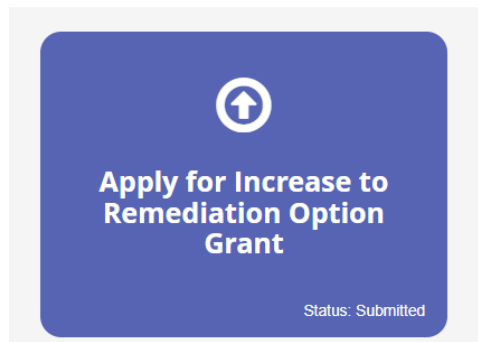 Apply for Increase to
Remediation Option
Grant
Status: Submitted